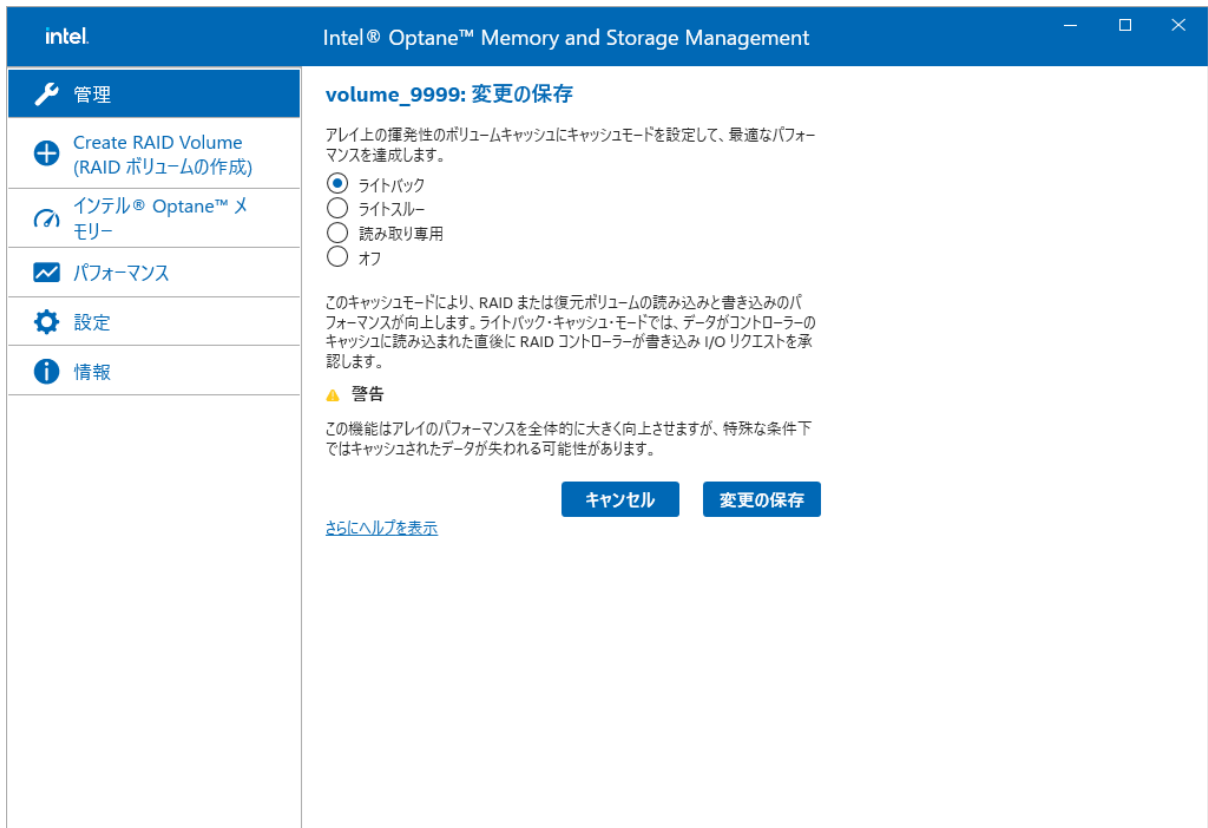 intel.
Intel® Optane™ Memory and Storage Management
管理
Create RAID Volume
(RAID ボリュームの作成)
インテル® Optane™ メ
モリー
パフォーマンス
設定
情報
volume_9999: 変更の保存
アレイ上の揮発性のボリュームキャッシュにキャッシュモードを設定して、最適なパフォー
マンスを達成します。
ライトバック
ライトスルー
読み取り専用
オフ
このキャッシュモードにより、RAID または復元ボリュームの読み込みと書き込みのパ
フォーマンスが向上します。ライトバック・キャッシュ・モードでは、データがコントローラーの
キャッシュに読み込まれた直後に RAID コントローラーが書き込み I/O リクエストを承
認します。
警告
この機能はアレイのパフォーマンスを全体的に大きく向上させますが、特殊な条件下
ではキャッシュされたデータが失われる可能性があります。
キャンセル
変更の保存
さらにヘルプを表示